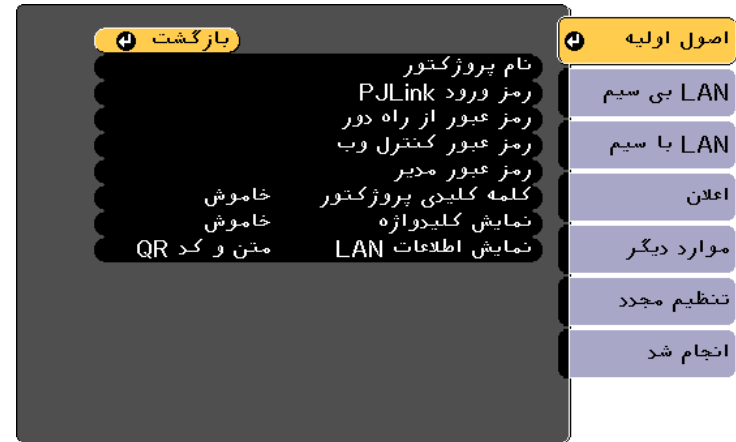 اصول اولیه
LAN بی سیم
LAN با سیم
اعلان
موارد دیگر
تنظیم مجدد
انجام شد
بازگشت
نام پروژکتور
رمز ورود PJLink
رمز عبور از راه دور
رمز عبور کنترل وب
رمز عبور مدیر
کلمه کلیدی پروژکتور خاموش
نمایش کلیدواژه خاموش
نمایش اطلاعات LAN متن و کد QR